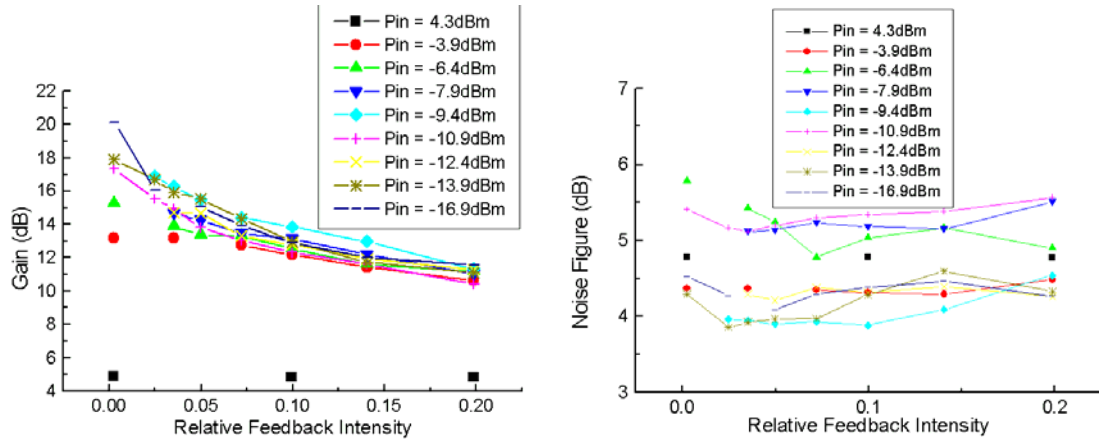 Pin = 4.3dBm
Pin = -3.9dBm
Pin = -6.4dBm
Pin = -7.9dBm
Pin = -9.4dBm
Pin = -10.9dBm
Pin = -12.4dBm
Pin = -13.9dBm
Pin = -16.9dBm
Gain (dB)
22
20
18
16
14
12
10
8
6
4
0.00
0.05
0.10
0.15
0.20
Relative Feedback Intensity
Pin = 4.3dBm
Pin = -3.9dBm
Pin = -6.4dBm
Pin = -7.9dBm
Pin = -9.4dBm
Pin = -10.9dBm
Pin = -12.4dBm
Pin = -13.9dBm
Pin = -16.9dBm
Noise Figure (dB)
7
6
5
4
3
0.0
0.1
0.2
Relative Feedback Intensity